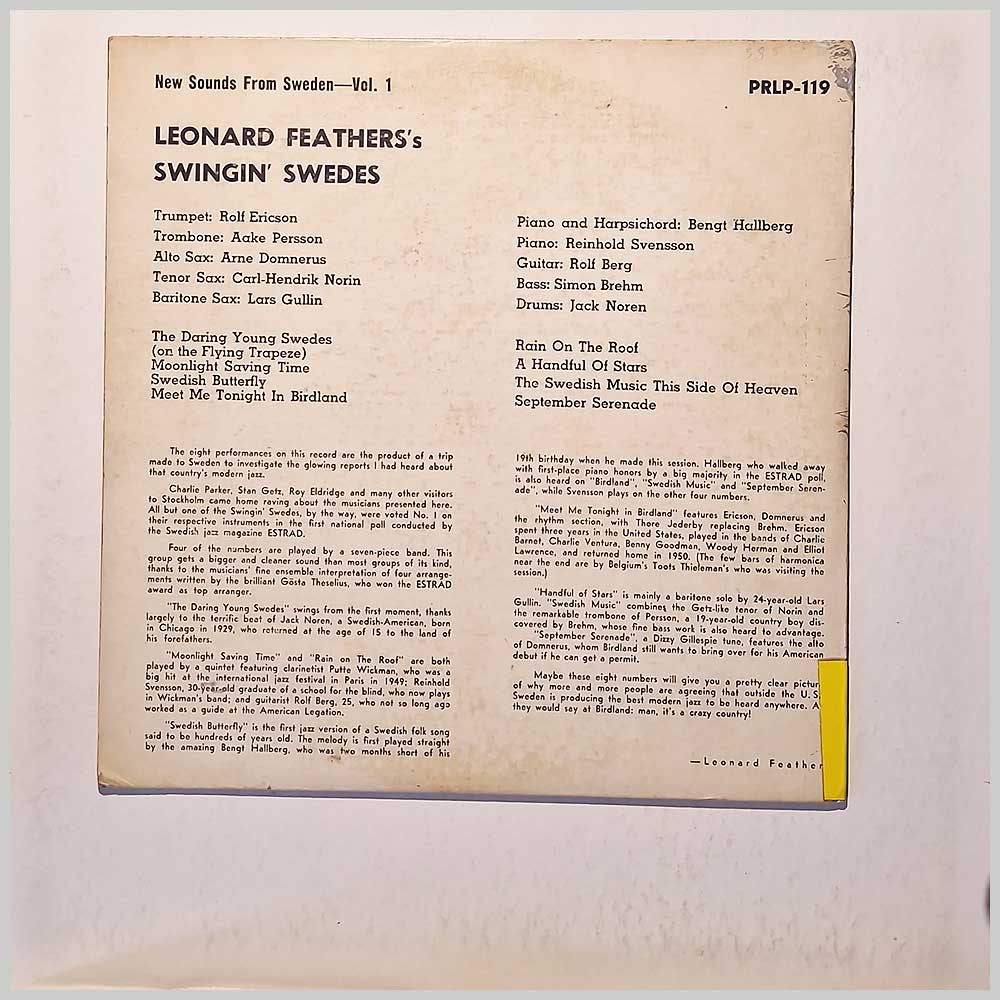 New Sounds From Sweden—Vol. 1
PRLP-119
LEONARD FEATHERS's
SWINGIN' SWEDES
Trumpet: Rolf Ericson
Trombone: Aake Persson
Alto Sax: Arne Domnerus
Tenor Sax: Carl-Hendrik Norin
Baritone Sax: Lars Gullin
Piano and Harpsichord: Bengt Hallberg
Piano: Reinhold Svensson
Guitar: Rolf Berg
Bass: Simon Brehm
Drums: Jack Noren
The Daring Young Swedes
(on the Flying Trapeze)
Moonlight Saving Time
Swedish Butterfly
Meet Me Tonight In Birdland
Rain On The Roof
A Handful Of Stars
The Swedish Music This Side Of Heaven
September Serenade
The eight performances on this record are the product of a trip
made to Sweden to investigate the glowing reports I had heard about
that country's modern jazz.
Charlie Parker, Stan Getz, Roy Eldridge and many other visitors
to Stockholm came home raving about the musicians presented here.
All but one of the Swingin' Swedes, by the way, were voted No. 1 on
their respective instruments in the first national poll conducted by
the Swedish jazz magazine ESTRAD.
Four of the numbers are played by a seven-piece band. This
group gets a bigger and cleaner sound than most groups of its kind,
thanks to the musicians' fine ensemble interpretation of four arrange-
ments written by the brilliant Gösta Theselius, who won the ESTRAD
award as top arranger.
"The Daring Young Swedes" swings from the first moment, thanks
largely to the terrific beat of Jack Noren, a Swedish-American, born
in Chicago in 1929, who returned at the age of 15 to the land of
his forefathers.
"Moonlight Saving Time" and "Rain on The Roof" are both
played by a quintet featuring clarinetist Putte Wickman, who was a
big hit at the international jazz festival in Paris in 1949; Reinhold
Svensson, 30-year-old graduate of a school for the blind, who now plays
in Wickman's band; and guitarist Rolf Berg, 25, who not so long ago
worked as a guide at the American Legation.
"Swedish Butterfly" is the first jazz version of a Swedish folk song
said to be hundreds of years old. The melody is first played straight
by the amazing Bengt Hallberg, who was two months short of his
19th birthday when he made this session. Hallberg who walked away
with first-place piano honors by a big majority in the ESTRAD poll,
is also heard on "Birdland", "Swedish Music" and "September Seren-
ade", while Svensson plays on the other four numbers.
"Meet Me Tonight in Birdland" features Ericson, Domnerus and
the rhythm section, with Thore Jederby replacing Brehm. Ericson
spent three years in the United States, played in the bands of Charlie
Barnet, Charlie Ventura, Benny Goodman, Woody Herman and Elliot
Lawrence, and returned home in 1950. (The few bars of harmonica
near the end are by Belgium's Toots Thieleman's who was visiting the
session.)
"Handful of Stars" is mainly a baritone solo by 24-year-old Lars
Gullin. "Swedish Music" combines the Getz-like tenor of Norin and
the remarkable trombone of Persson, a 19-year-old country boy dis-
covered by Brehm, whose fine bass work is also heard to advantage.
"September Serenade", a Dizzy Gillespie tune, features the alto
of Domnerus, whom Birdland still wants to bring over for his American
debut if he can get a permit.
Maybe these eight numbers will give you a pretty clear pictur
of why more and more people are agreeing that outside the U. S.
Sweden is producing the best modern jazz to be heard anywhere. A
they would say at Birdland: man, it's a crazy country!
—Leonard Feather